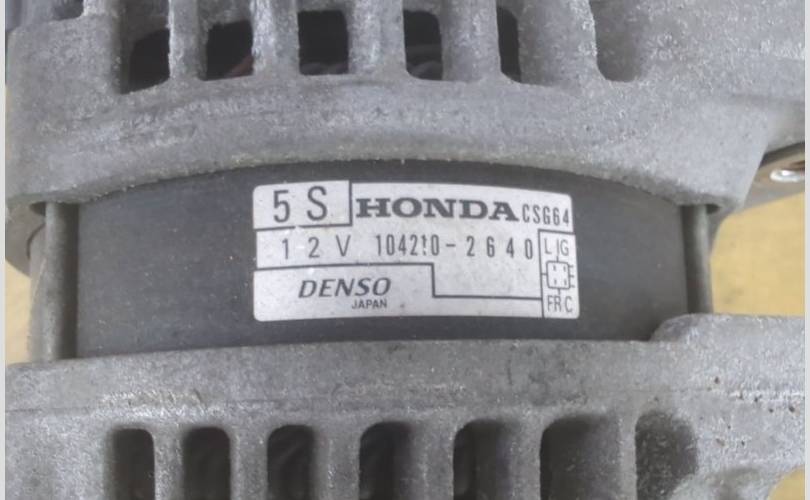 5S HONDA CSG64
12V 104210-2640 L IG
DENSO E
JAPAN FR C